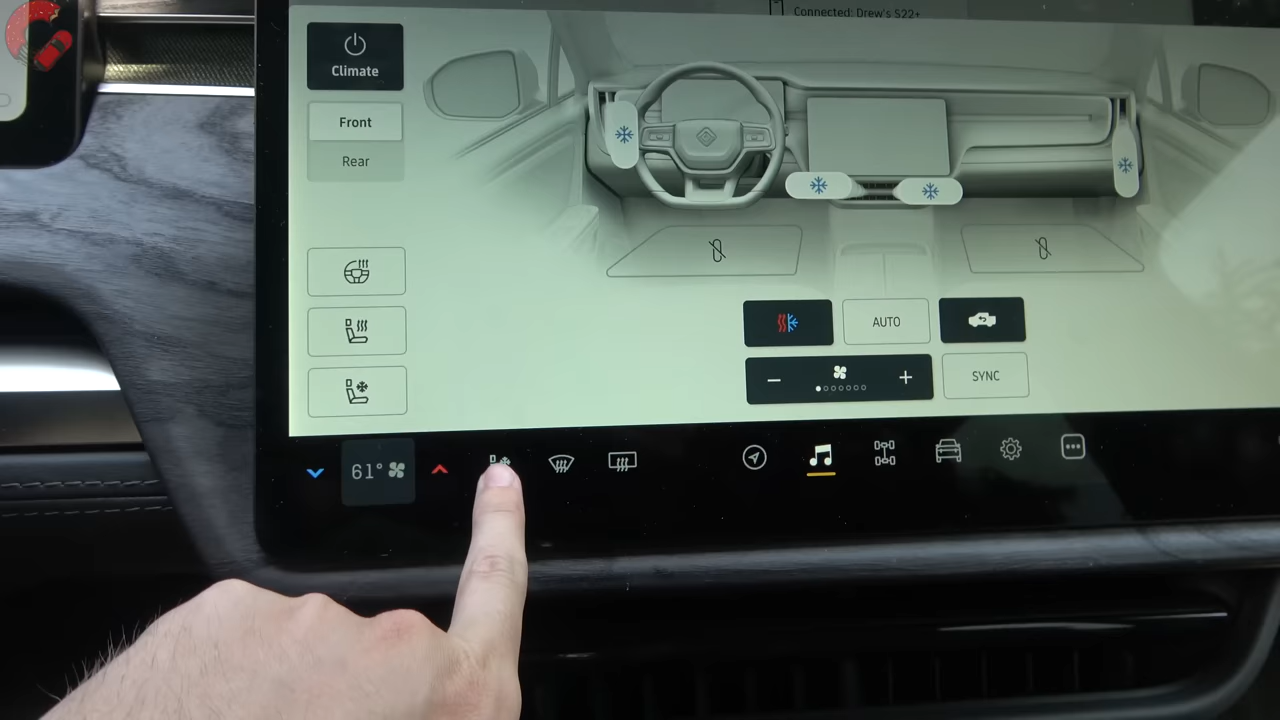 Connected: Drew's S22+
Climate
Front
Rear
AUTO
SYNC
61°